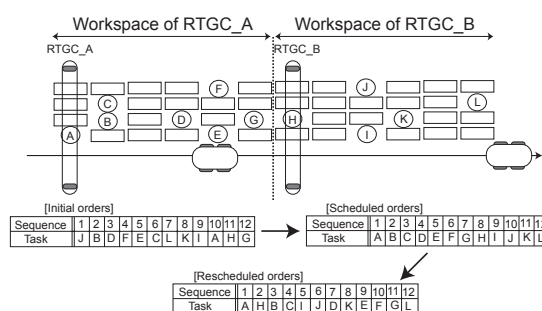 Workspace of RTGC_A Workspace of RTGC_B
RTGC_A RTGC_B
F J
C L
B D G H K
A E I
[Initial orders] [Scheduled orders]
Sequence 1 2 3 4 5 6 7 8 9 10 11 12 Sequence 1 2 3 4 5 6 7 8 9 10 11 12
Task J B D F E C L K I A H G Task A B C D E F G H I J K L
[Rescheduled orders]
Sequence 1 2 3 4 5 6 7 8 9 10 11 12
Task A H B C I J D K E F G L